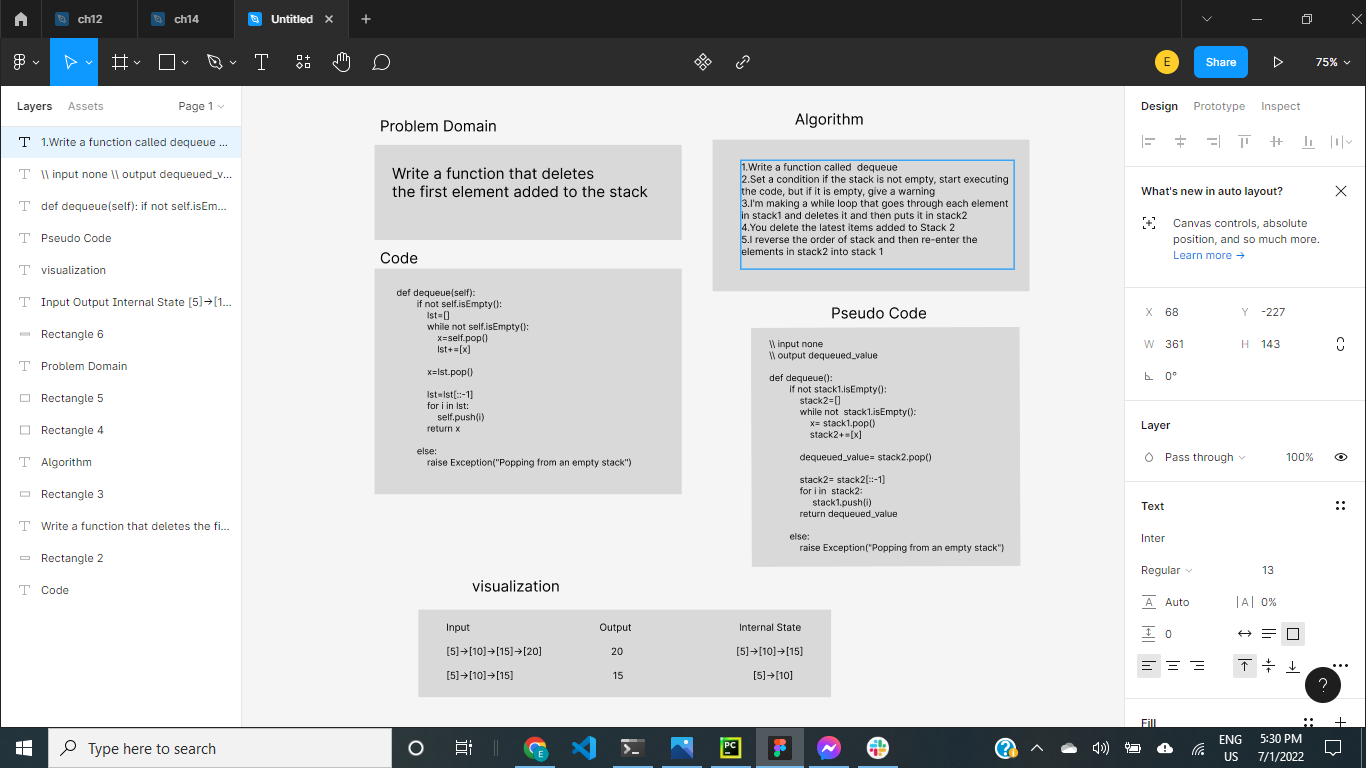 ch12
ch14
Untitled
E
Share
75%
Layers
Assets
Page 1
1.Write a function called dequeue ...
\\ input none \\ output dequeued_v...
def dequeue(self): if not self.isEm...
Pseudo Code
visualization
Input Output Internal State [5]→[1...
Rectangle 6
Problem Domain
Rectangle 5
Rectangle 4
Algorithm
Rectangle 3
Write a function that deletes the fi...
Rectangle 2
Code
Problem Domain
Write a function that deletes
the first element added to the stack
Code
def dequeue(self):
if not self.isEmpty():
lst=[]
while not self.isEmpty():
x=self.pop()
lst+=[x]
x=lst.pop()
lst=lst[::-1]
for i in lst:
self.push(i)
return x
else:
raise Exception("Popping from an empty stack")
Algorithm
1.Write a function called  dequeue
2.Set a condition if the stack is not empty, start executing
the code, but if it is empty, give a warning
3.I'm making a while loop that goes through each element
in stack1 and deletes it and then puts it in stack2
4.You delete the latest items added to Stack 2
5.I reverse the order of stack and then re-enter the
elements in stack2 into stack 1
Pseudo Code
\\ input none
\\ output dequeued_value
def dequeue():
if not stack1.isEmpty():
stack2=[]
while not  stack1.isEmpty():
x= stack1.pop()
stack2+=[x]
dequeued_value= stack2.pop()
stack2= stack2[::-1]
for i in  stack2:
stack1.push(i)
return dequeued_value
else:
raise Exception("Popping from an empty stack")
visualization
Input Output Internal State
[5]→[10]→[15]→[20] 20 [5]→[10]→[15]
[5]→[10]→[15] 15 [5]→[10]
Design
Prototype
Inspect
What's new in auto layout?
Canvas controls, absolute
position, and so much more.
Learn more →
X 68 Y -227
W 361 H 143
0°
Layer
Pass through 100%
Text
Inter
Regular 13
A Auto |A| 0%
0
Fill
?
Type here to search
PC
ENG
US
5:30 PM
7/1/2022